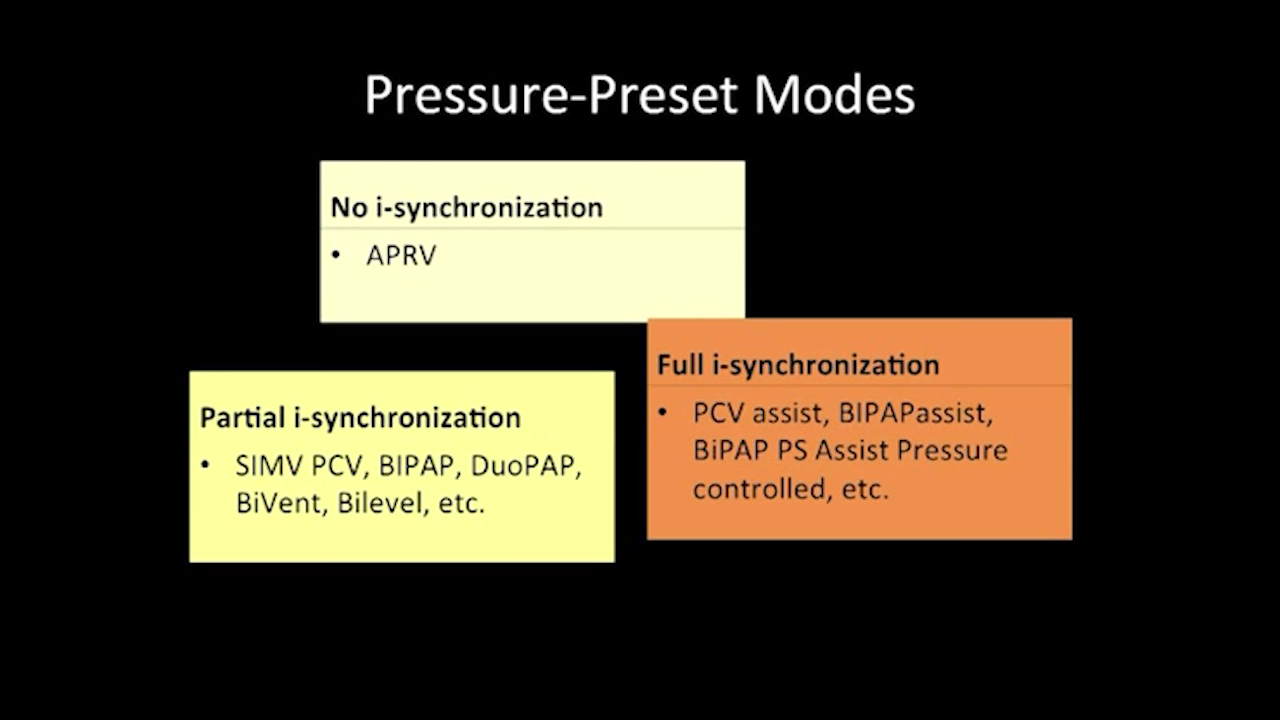 Pressure-Preset Modes
No i-synchronization
• APRV
Full i-synchronization
• PCV assist, BIPAPassist,
BiPAP PS Assist Pressure
controlled, etc.
Partial i-synchronization
• SIMV PCV, BIPAP, DuoPAP,
BiVent, Bilevel, etc.